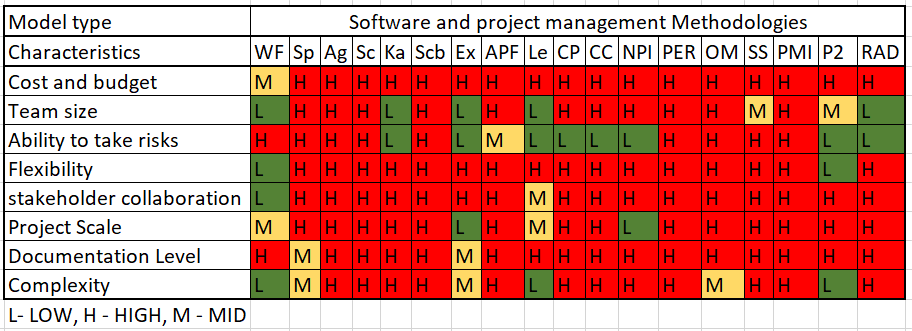 Model type Software and project management Methodologies
Characteristics WF Sp Ag Sc Ka Scb Ex APF Le CP CC NPI PER OM SS PMI P2 RAD
Cost and budget M H H H H H H H H H H H H H H H H H
Team size L H H H L H L H L H H H H H M H M L
Ability to take risks H H H H L H L M L L L L H H H H L L
Flexibility L H H H H H H H H H H H H H H H L H
stakeholder collaboration L H H H H H H H M H H H H H H H H H
Project Scale M H H H H H L H M H H L H H H H H H
Documentation Level H M H H H H M H H H H H H H H H H H
Complexity L M H H H H M H L H H H H M H H L H
L- LOW, H - HIGH, M - MID